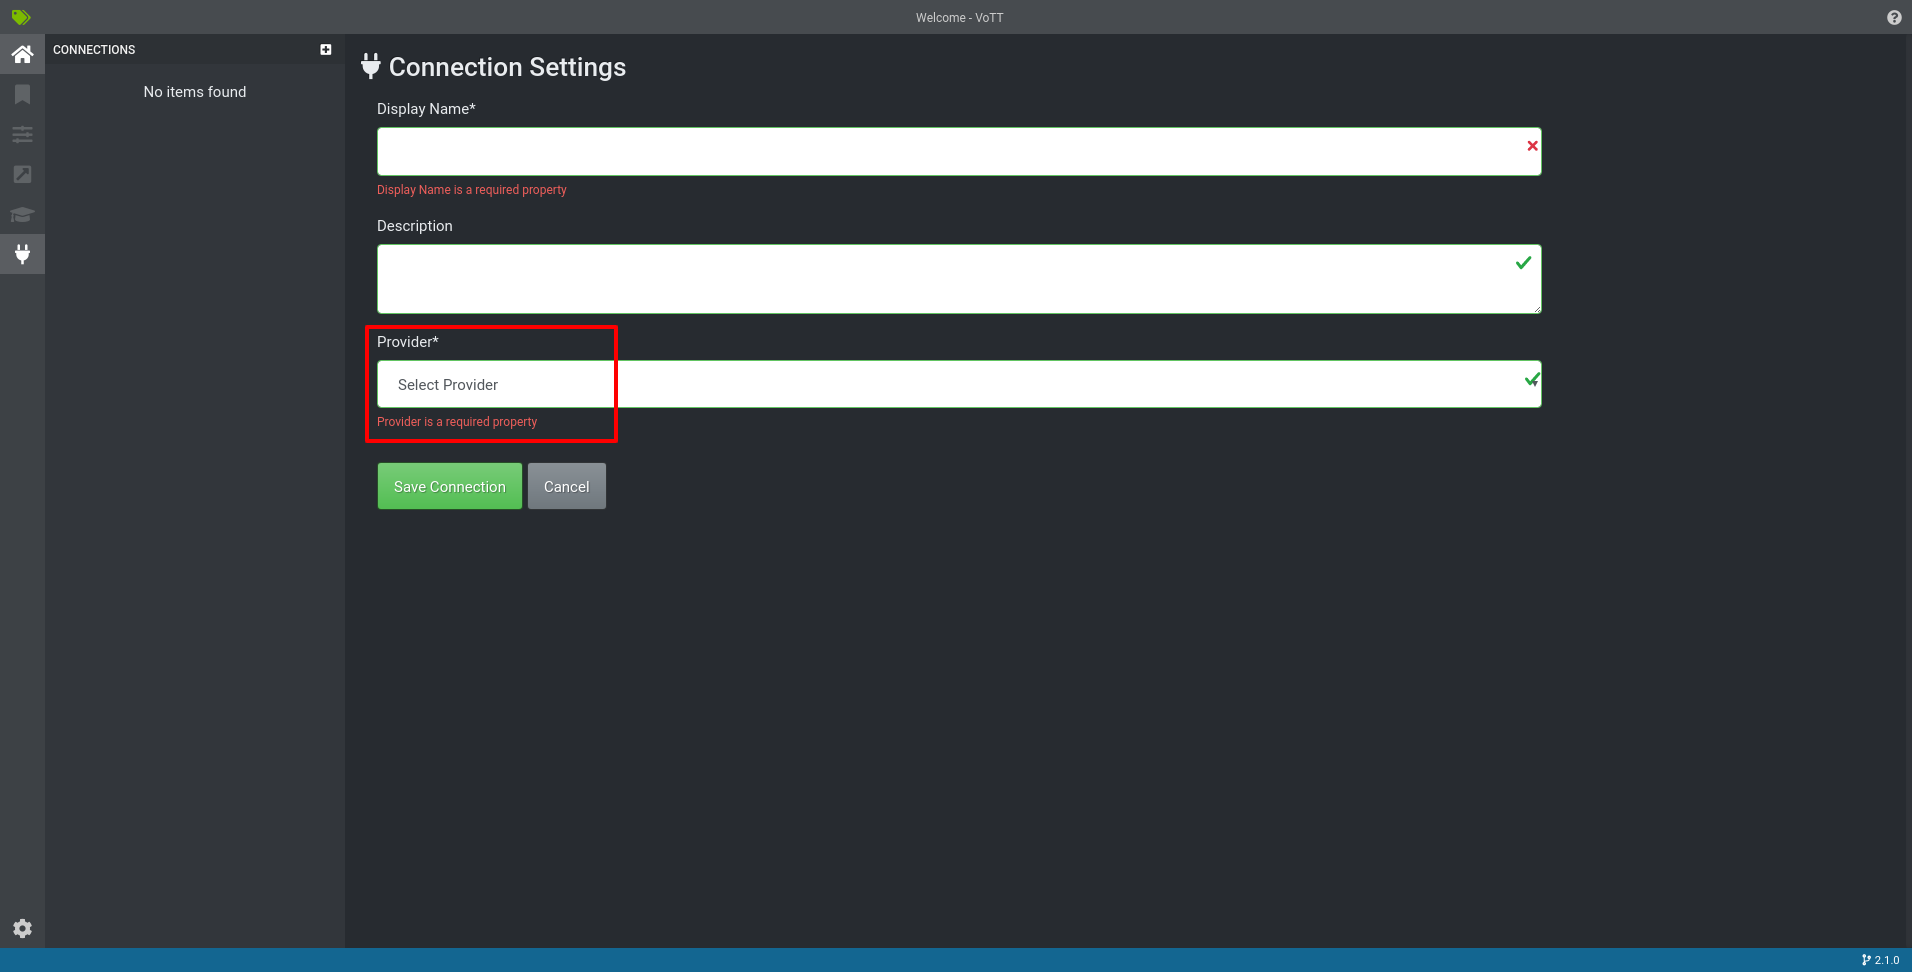 Welcome - VoTT
CONNECTIONS
No items found
Connection Settings
Display Name*
Display Name is a required property
Description
Provider*
Select Provider
Provider is a required property
Save Connection
Cancel
2.1.0